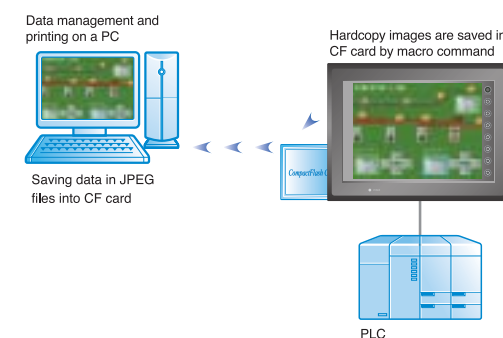 Data management and
printing on a PC
Hardcopy images are saved in
CF card by macro command
CompactFlash
Saving data in JPEG
files into CF card
PLC